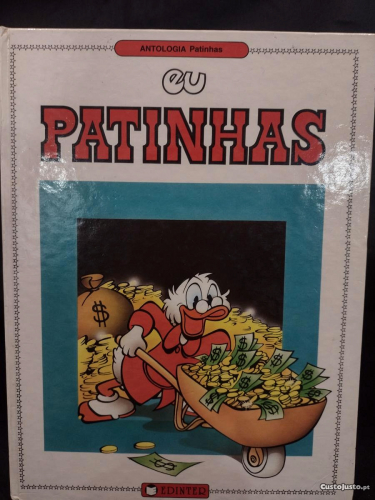 ANTOLOGIA Patinhas
eu
PATINHAS
$
$
$
$
$
$
EDINTER
CustoJusto.pt